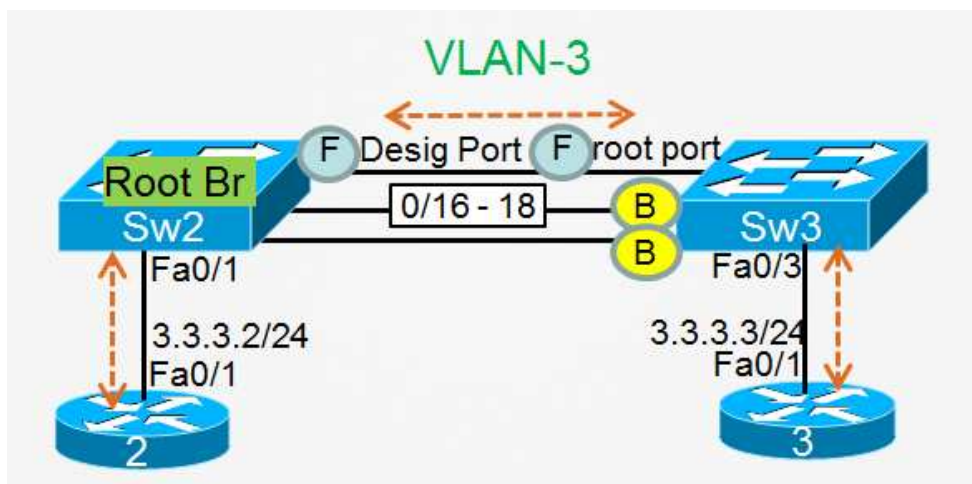 VLAN-3
F Desig Port F root port
Root Br
0/16 - 18
B
Sw2
Sw3
B
Fa0/1
Fa0/3
3.3.3.2/24
3.3.3.3/24
Fa0/1
Fa0/1
2
3